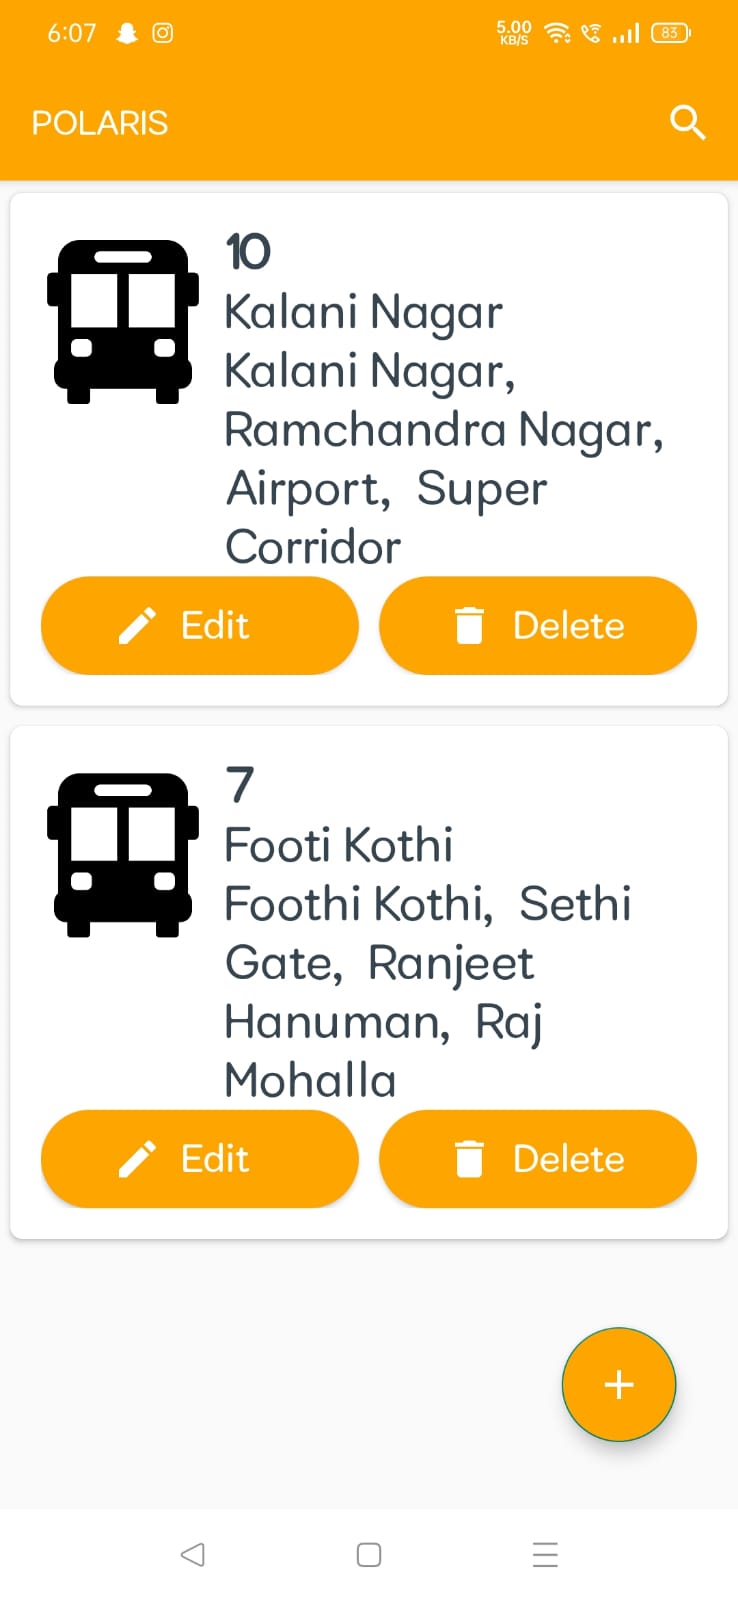 6:07
5.00
KB/S
83
POLARIS
10
Kalani Nagar
Kalani Nagar,
Ramchandra Nagar,
Airport,  Super
Corridor
Edit
Delete
7
Footi Kothi
Foothi Kothi,  Sethi
Gate,  Ranjeet
Hanuman,  Raj
Mohalla
Edit
Delete